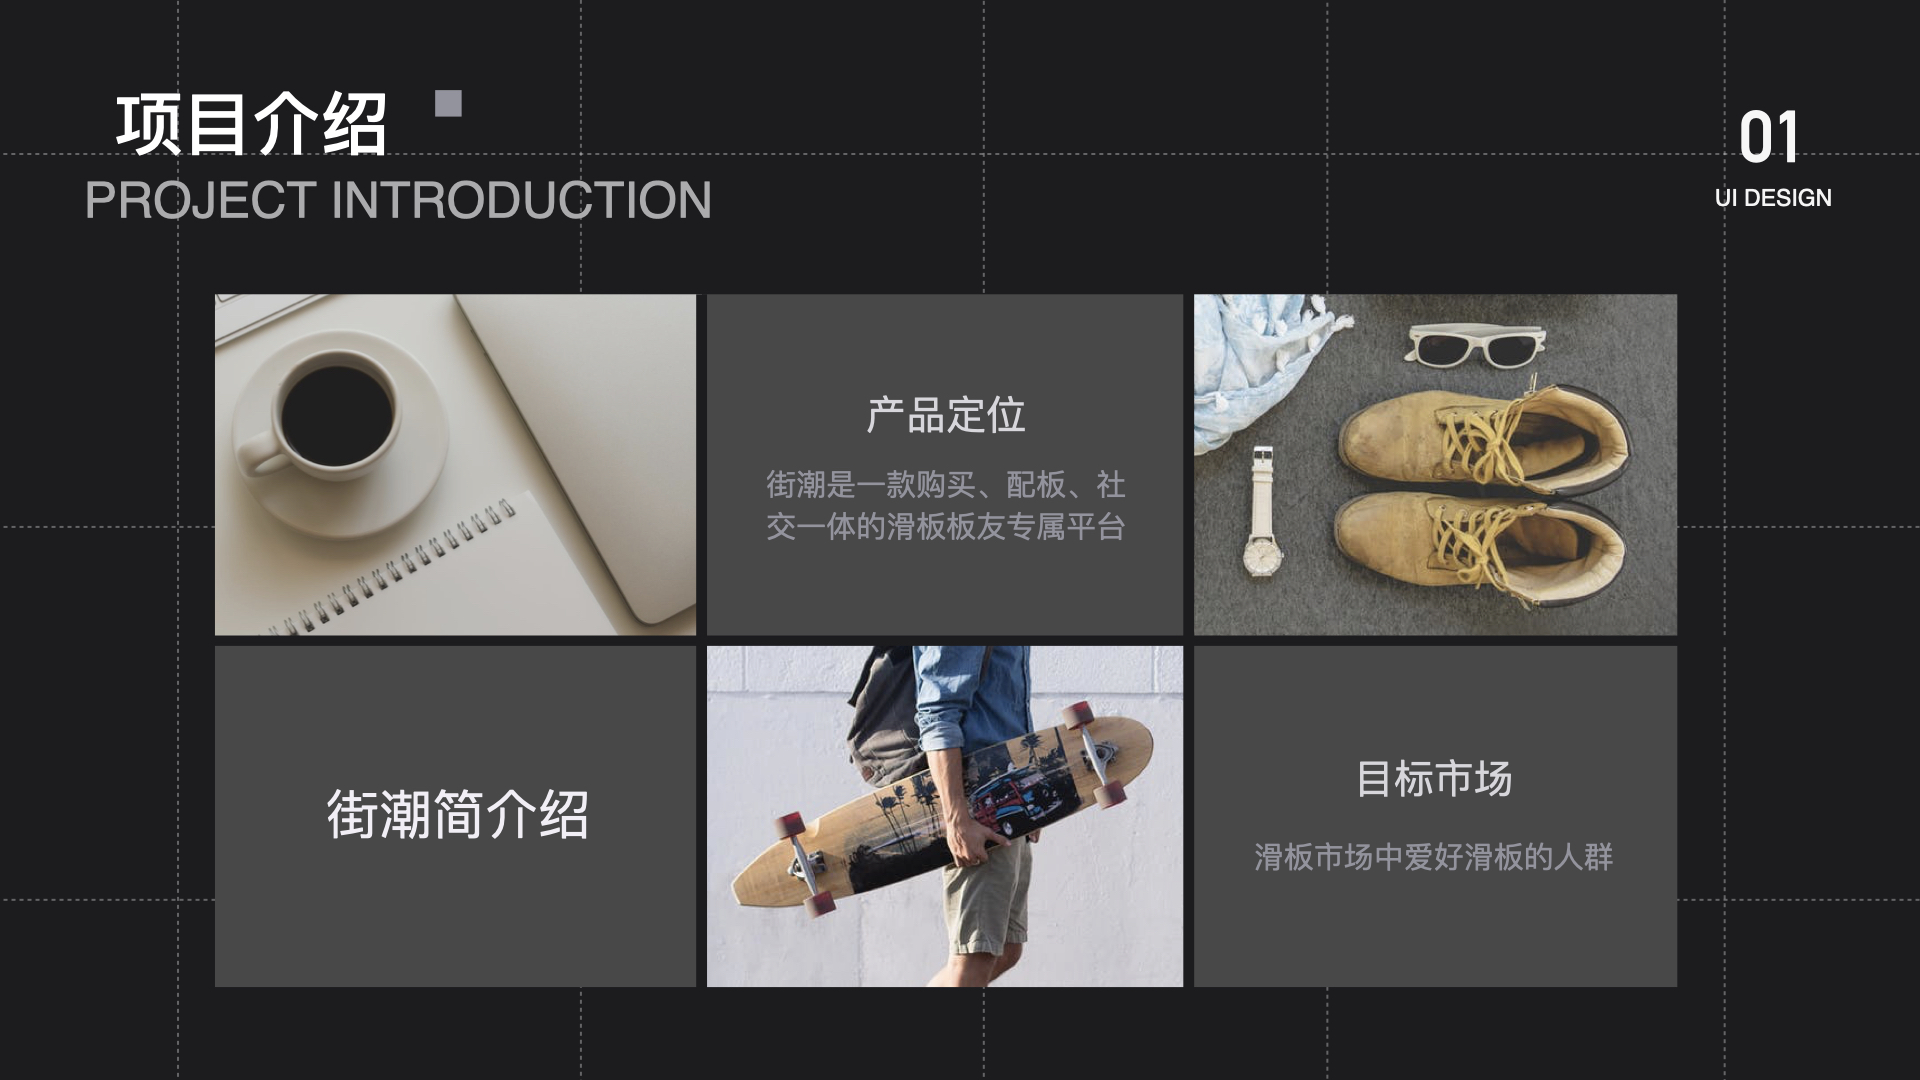 项目介绍
PROJECT INTRODUCTION
01
UI DESIGN
产品定位
街潮是一款购买、配板、社
交一体的滑板板友专属平台
街潮简介绍
目标市场
滑板市场中爱好滑板的人群